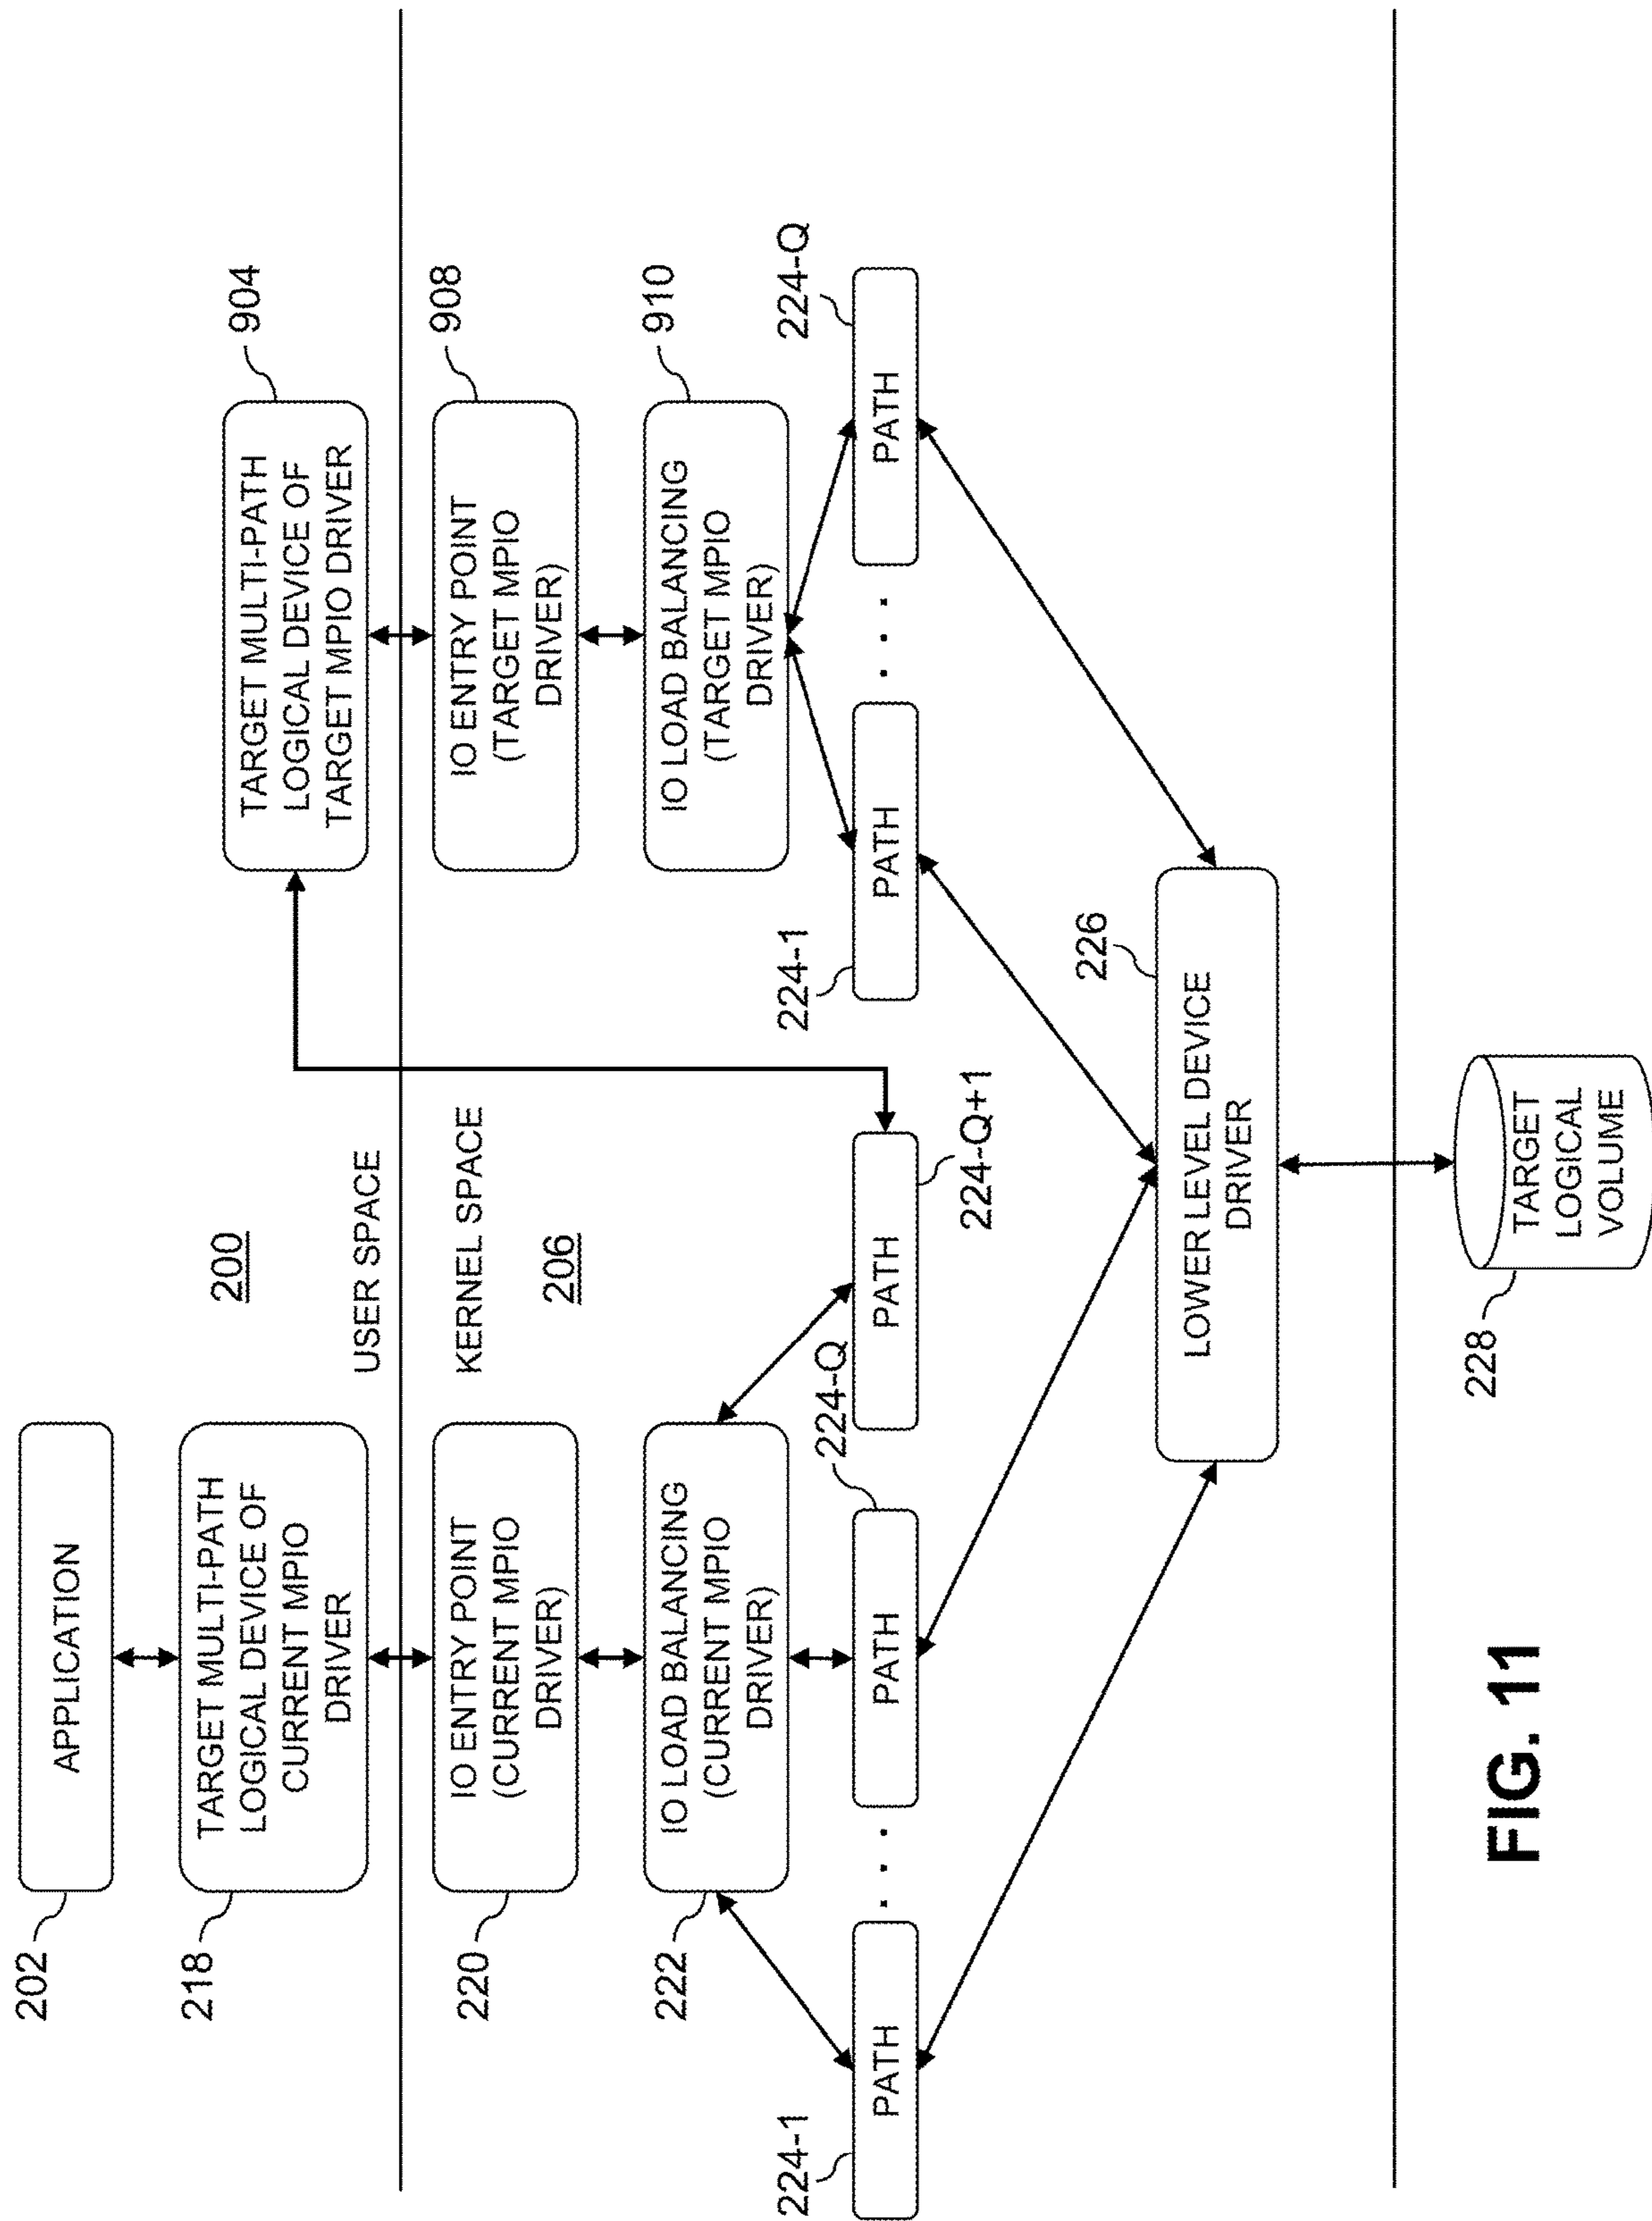 202
APPLICATION
218
TARGET MULTI-PATH
LOGICAL DEVICE OF
CURRENT MPIO
DRIVER
200
904
TARGET MULTI-PATH
LOGICAL DEVICE OF
TARGET MPIO DRIVER
USER SPACE
KERNEL SPACE
206
220
IO ENTRY POINT
(CURRENT MPIO
DRIVER)
908
IO ENTRY POINT
(TARGET MPIO
DRIVER)
222
IO LOAD BALANCING
(CURRENT MPIO
DRIVER)
910
IO LOAD BALANCING
(TARGET MPIO
DRIVER)
224-1
PATH
. . .
224-Q
PATH
PATH
224-Q+1
224-1
PATH
. . .
224-Q
PATH
226
LOWER LEVEL DEVICE
DRIVER
228
TARGET
LOGICAL
VOLUME
FIG. 11